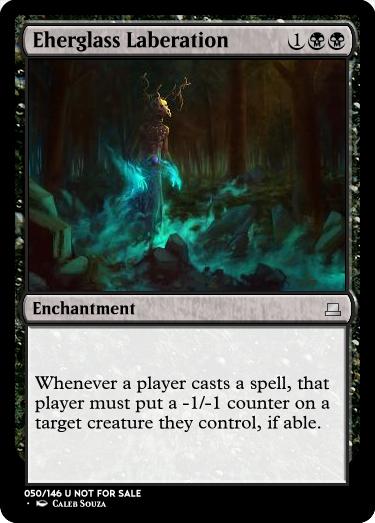 Eherglass Laberation 1
Enchantment
Whenever a player casts a spell, that
player must put a -1/-1 counter on a
target creature they control, if able.
050/146 U NOT FOR SALE
· Caleb Souza